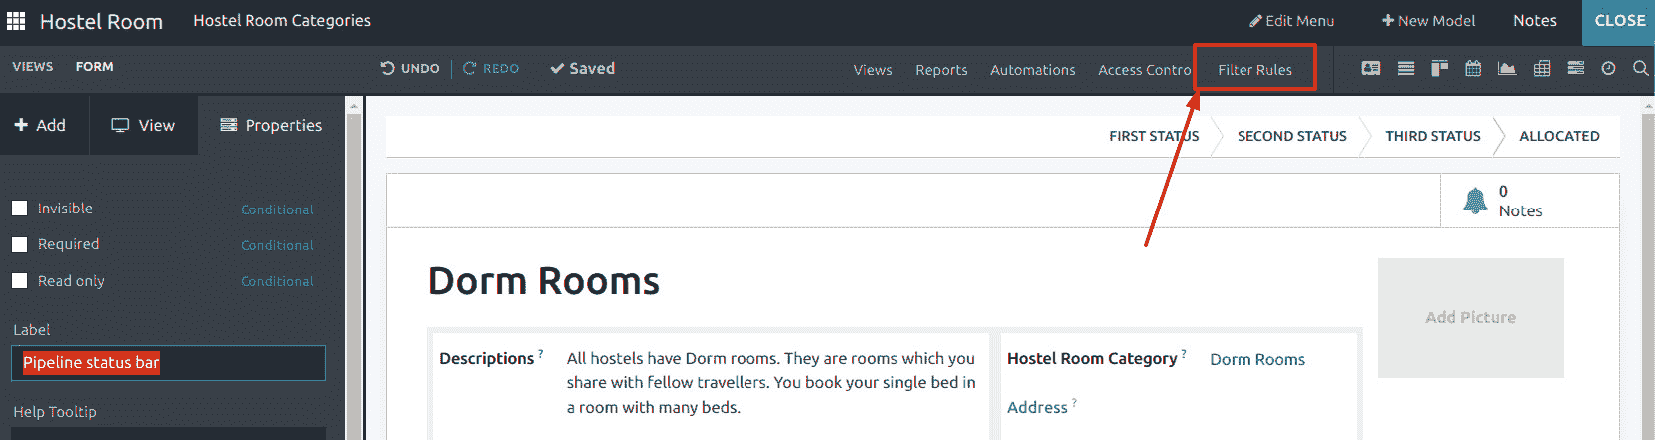 Hostel Room Hostel Room Categories Edit Menu New Model Notes CLOSE
VIEWS FORM UNDO REDO Saved Views Reports Automations Access Contro Filter Rules
Add View Properties
FIRST STATUS SECOND STATUS THIRD STATUS ALLOCATED
Invisible Conditional
Required Conditional
Read only Conditional
Label
Pipeline status bar
Help Tooltip
0
Notes
Dorm Rooms
Add Picture
Descriptions ? All hostels have Dorm rooms. They are rooms which you
share with fellow travellers. You book your single bed in
a room with many beds.
Hostel Room Category ? Dorm Rooms
Address ?